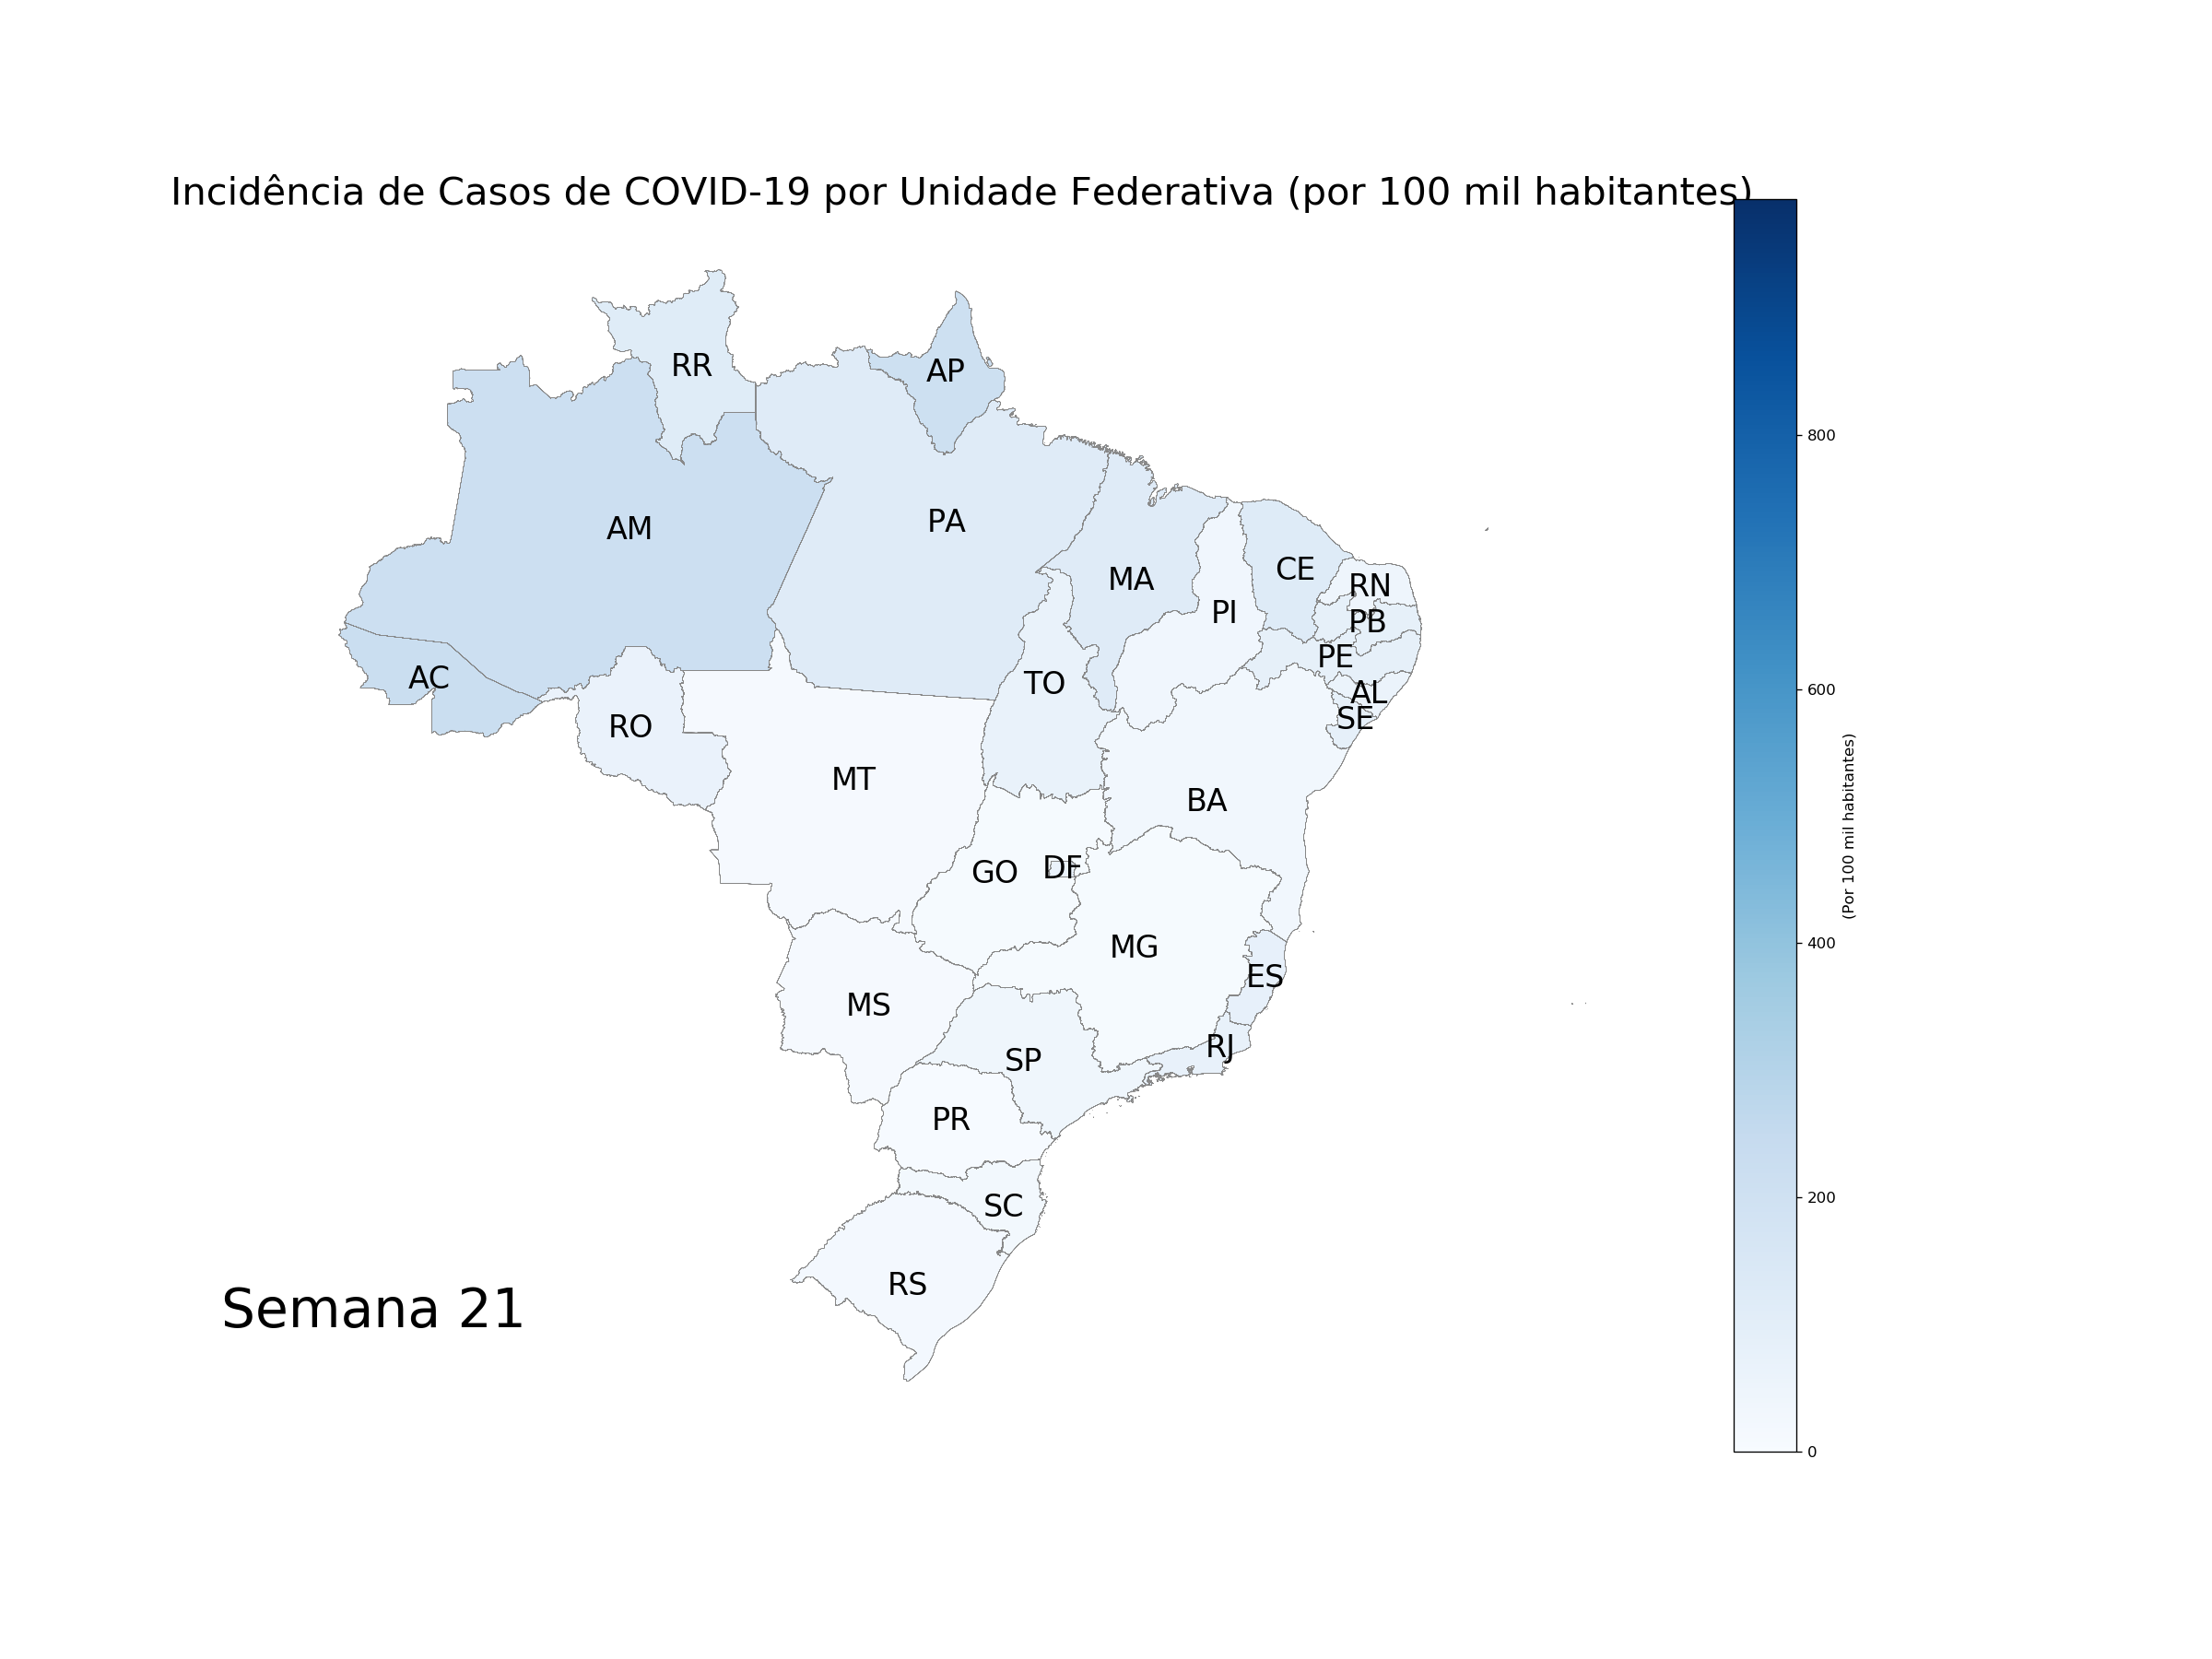 Incidência de Casos de COVID-19 por Unidade Federativa (por 100 mil habitantes)
RR
AP
800
AM
PA
MA
CE
RN
PI
PB
PE
AC
TO
AL
600
RO
SE
MT
BA
(Por 100 mil habitantes)
GO
DF
MG
400
ES
MS
RJ
SP
PR
SC
200
RS
Semana 21
0